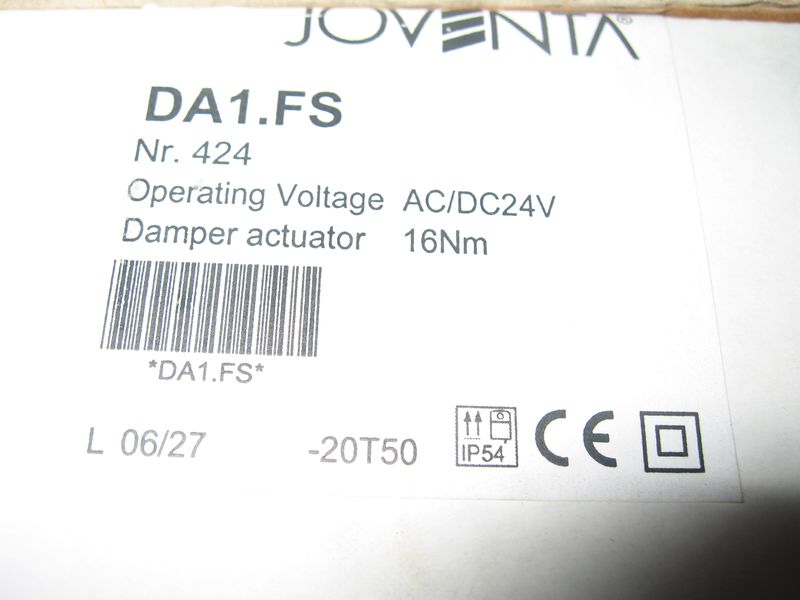 JOVENTA®
DA1.FS
Nr. 424
Operating Voltage AC/DC24V
Damper actuator 16Nm
*DA1.FS*
L 06/27 -20T50 IP54 CE